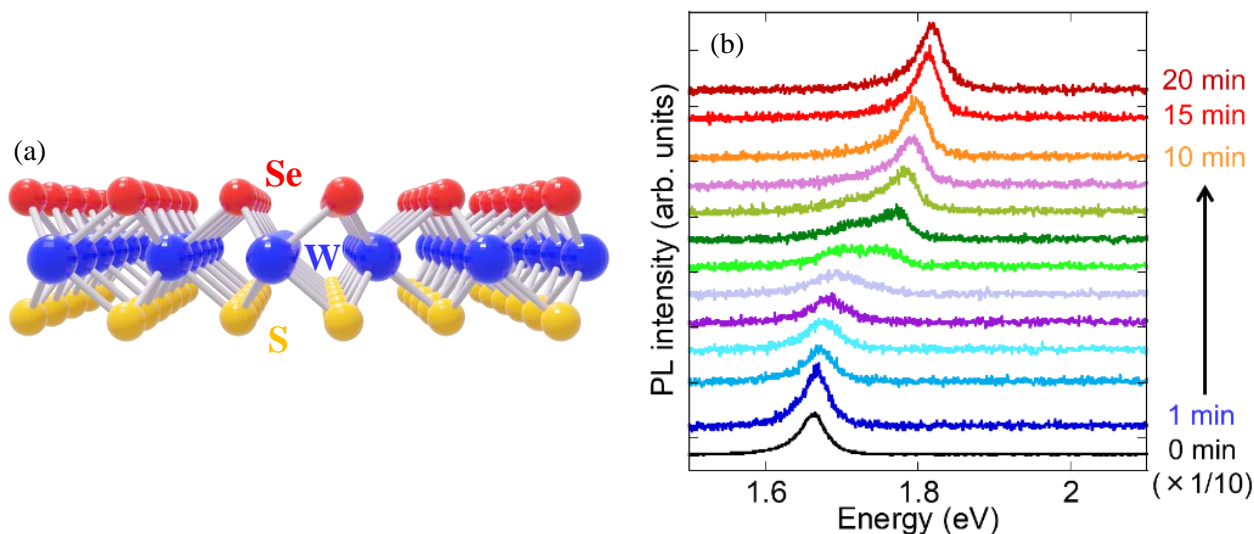 (a)
Se
W
S
(b)
PL intensity (arb. units)
20 min
15 min
10 min
1 min
0 min
(×1/10)
1.6 1.8 2
Energy (eV)